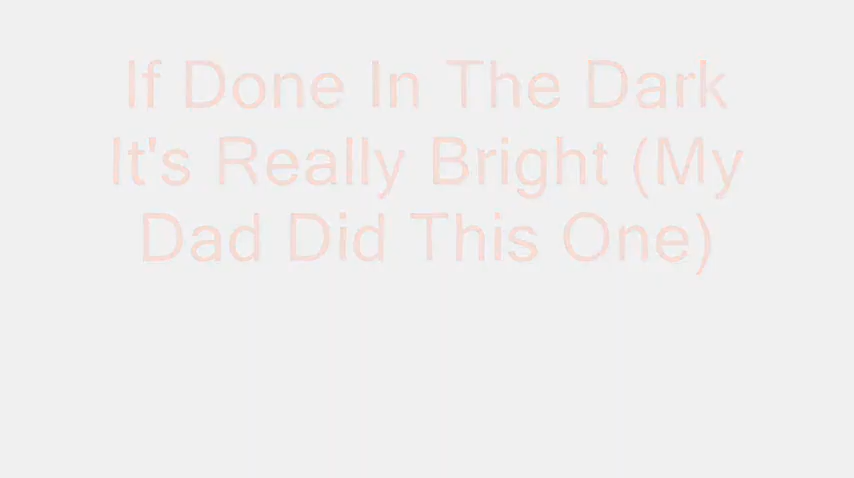 If Done In The Dark
It's Really Bright (My
Dad Did This One)